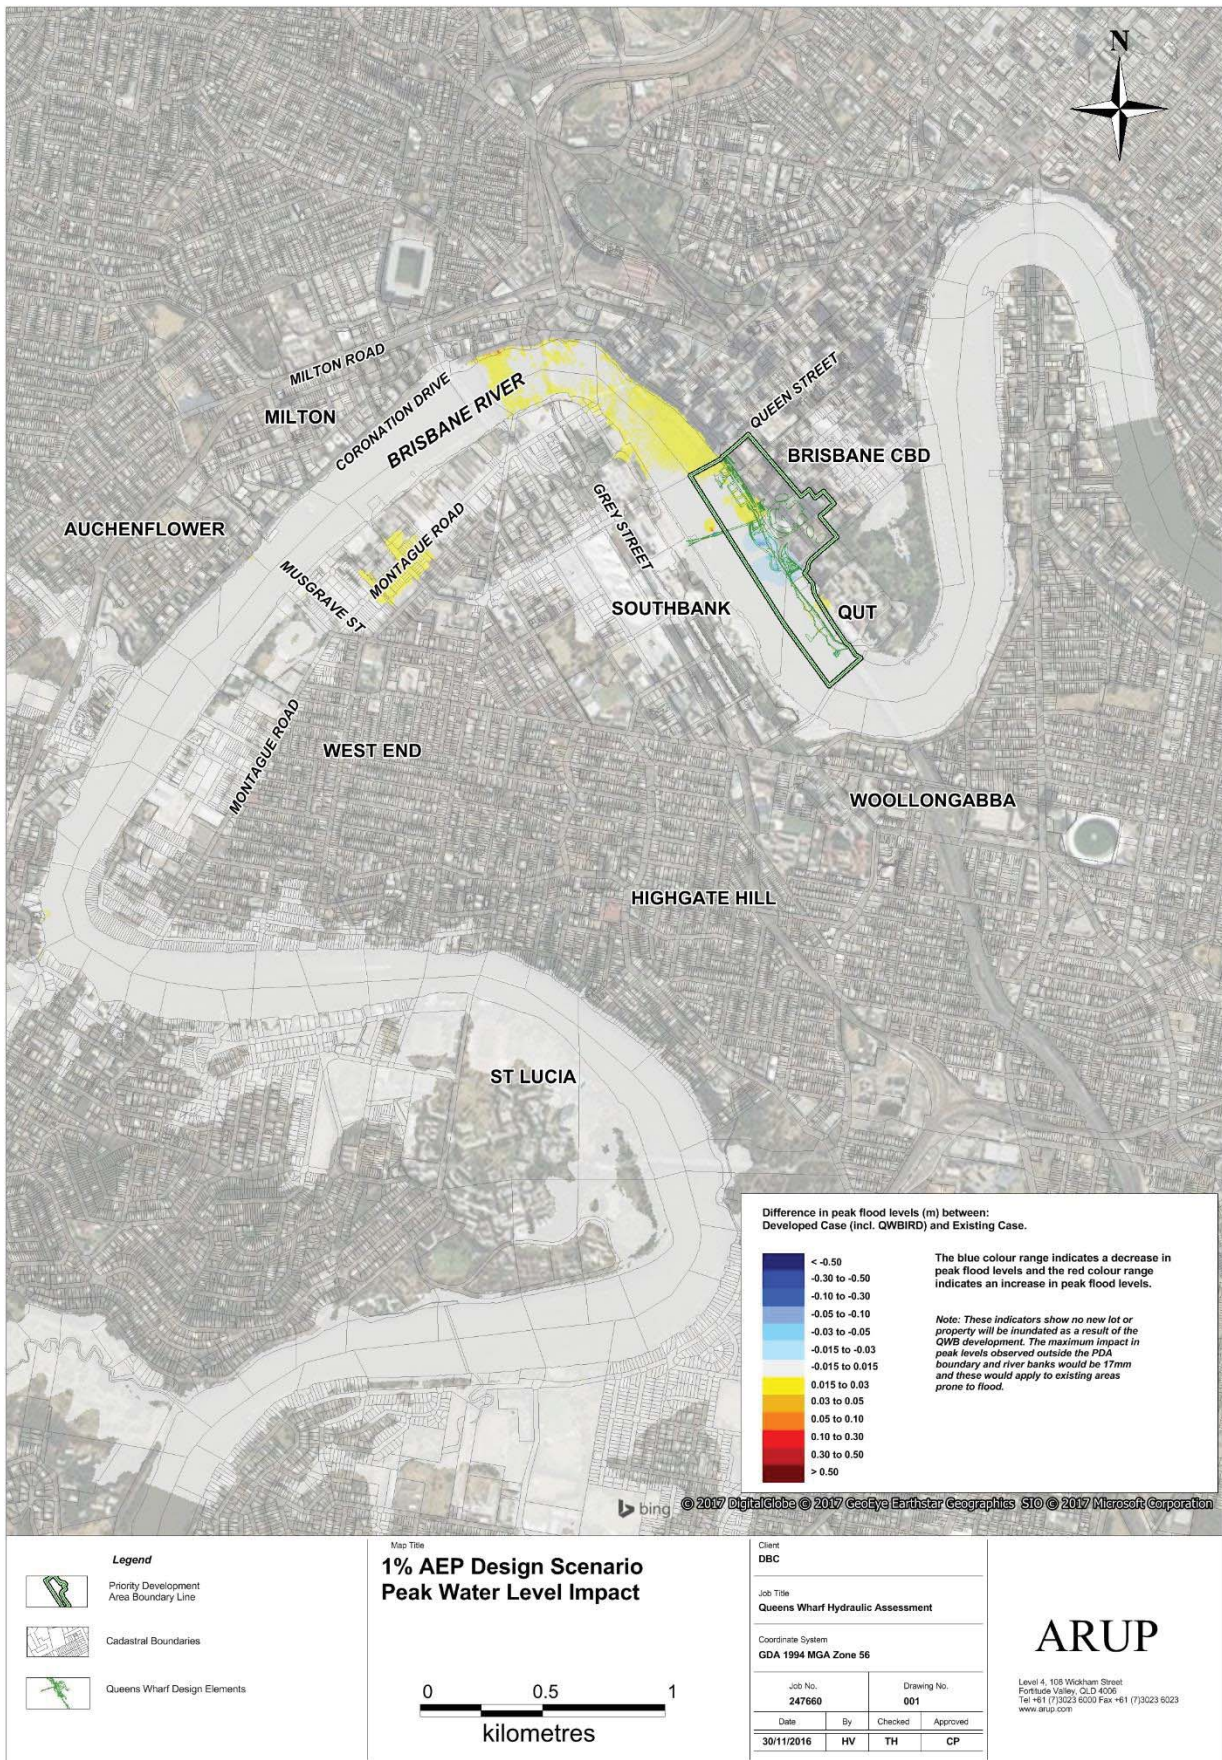 N
MILTON ROAD
MILTON
CORONATION DRIVE
BRISBANE RIVER
QUEEN STREET
BRISBANE CBD
AUCHENFLOWER
GREY STREET
MONTAGUE ROAD
MUSGRAVE ST
SOUTHBANK
QUT
MONTAGUE ROAD
WEST END
WOOLLONGABBA
HIGHGATE HILL
ST LUCIA
Difference in peak flood levels (m) between:
Developed Case (incl. QWBIRD) and Existing Case.
< -0.50
-0.30 to -0.50
-0.10 to -0.30
-0.05 to -0.10
-0.03 to -0.05
-0.015 to -0.03
-0.015 to 0.015
0.015 to 0.03
0.03 to 0.05
0.05 to 0.10
0.10 to 0.30
0.30 to 0.50
> 0.50
The blue colour range indicates a decrease in
peak flood levels and the red colour range
indicates an increase in peak flood levels.
Note: These indicators show no new lot or
property will be inundated as a result of the
QWB development. The maximum impact in
peak levels observed outside the PDA
boundary and river banks would be 17mm
and these would apply to existing areas
prone to flood.
bing © 2017 DigitalGlobe © 2017 GeoEye Earthstar Geographics SIO © 2017 Microsoft Corporation
Legend
Priority Development
Area Boundary Line
Cadastral Boundaries
Queens Wharf Design Elements
Map Title
1% AEP Design Scenario
Peak Water Level Impact
0 0.5 1
kilometres
Client
DBC
Job Title
Queens Wharf Hydraulic Assessment
Coordinate System
GDA 1994 MGA Zone 56
Job No. Drawing No.
247660 001
Date By Checked Approved
30/11/2016 HV TH CP
ARUP
Level 4, 108 Wickham Street
Fortitude Valley, QLD 4006
Tel +61 (7)3023 6000 Fax +61 (7)3023 6023
www.arup.com